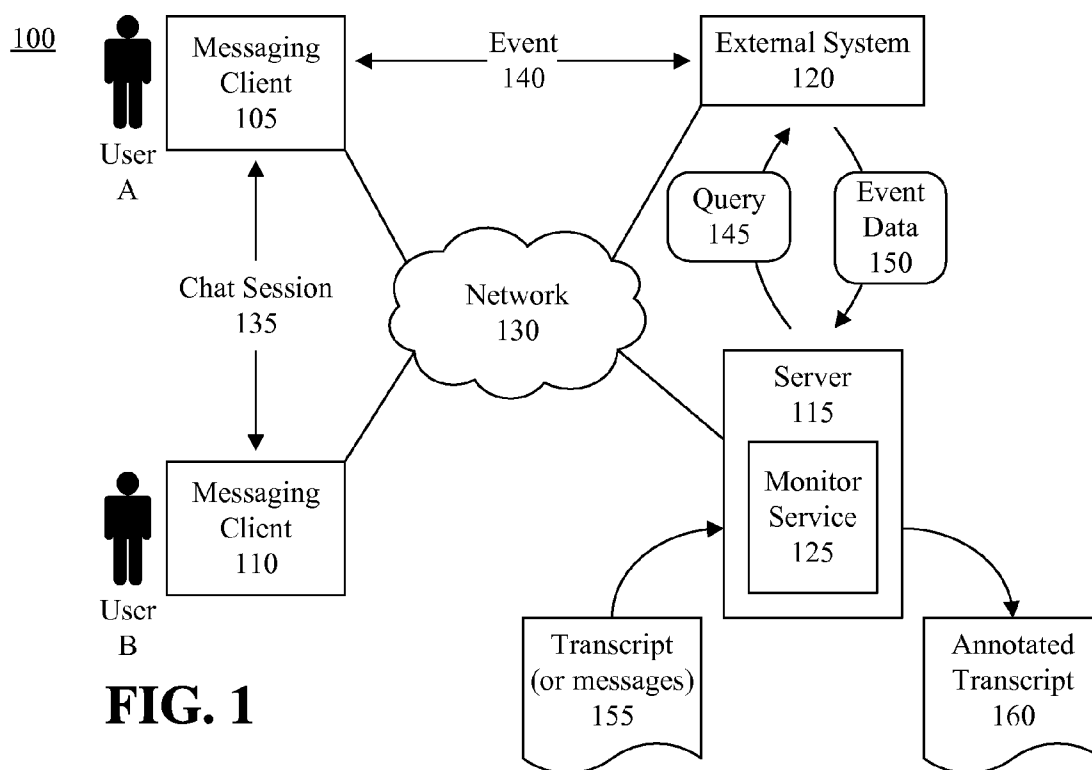 100
Messaging
Client
105
User
A
Event
140
External System
120
Query
145
Event
Data
150
Chat Session
135
Network
130
Server
115
Monitor
Service
125
Messaging
Client
110
User
B
Transcript
(or messages)
155
Annotated
Transcript
160
FIG. 1